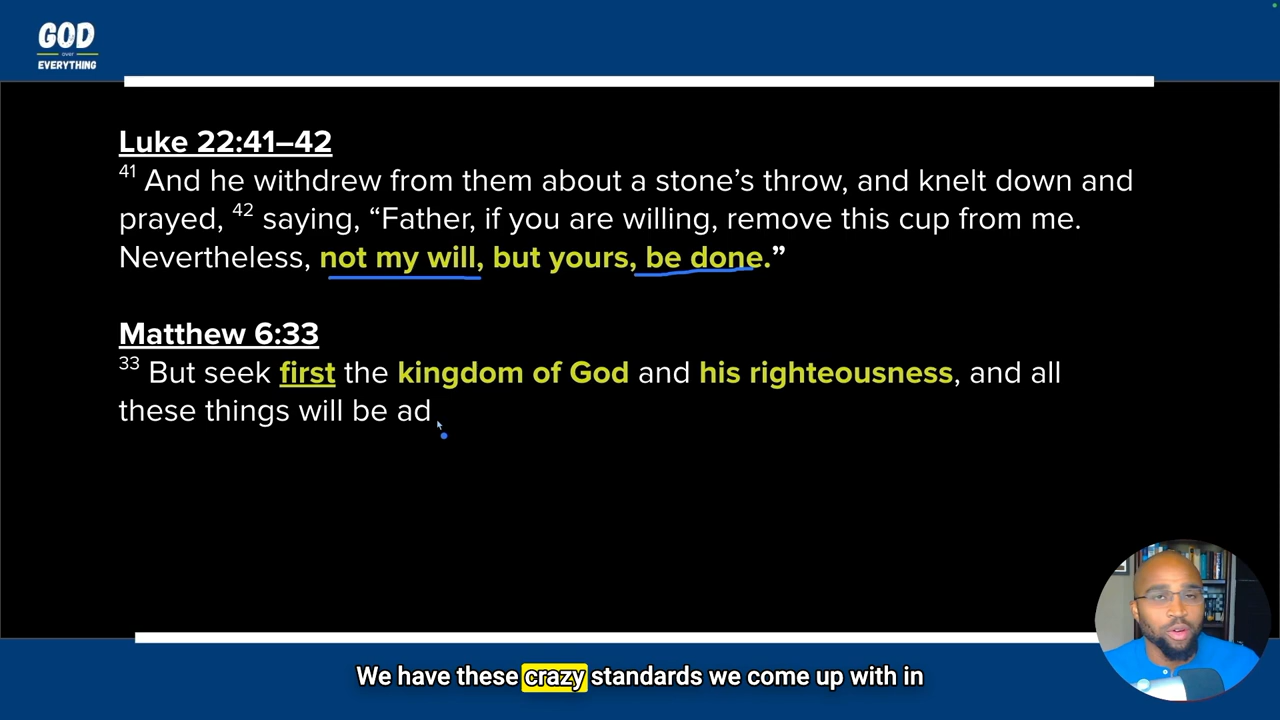 GOD
over
EVERYTHING
Luke 22:41–42
41 And he withdrew from them about a stone’s throw, and knelt down and
prayed, 42 saying, “Father, if you are willing, remove this cup from me.
Nevertheless, not my will, but yours, be done.”
Matthew 6:33
33 But seek first the kingdom of God and his righteousness, and all
these things will be ad
We have these crazy standards we come up with in